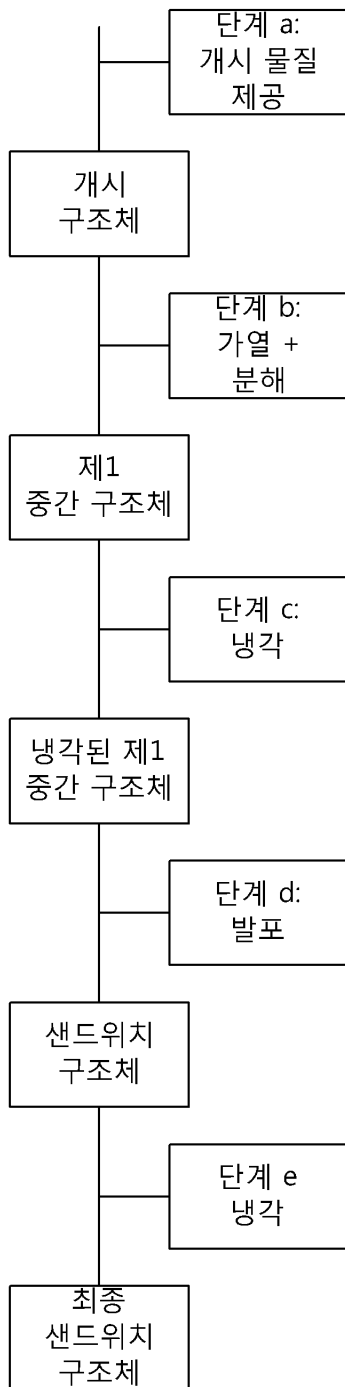 단계 a:
개시 물질
제공
개시
구조체
단계 b:
가열 +
분해
제1
중간 구조체
단계 c:
냉각
냉각된 제1
중간 구조체
단계 d:
발포
샌드위치
구조체
단계 e
냉각
최종
샌드위치
구조체